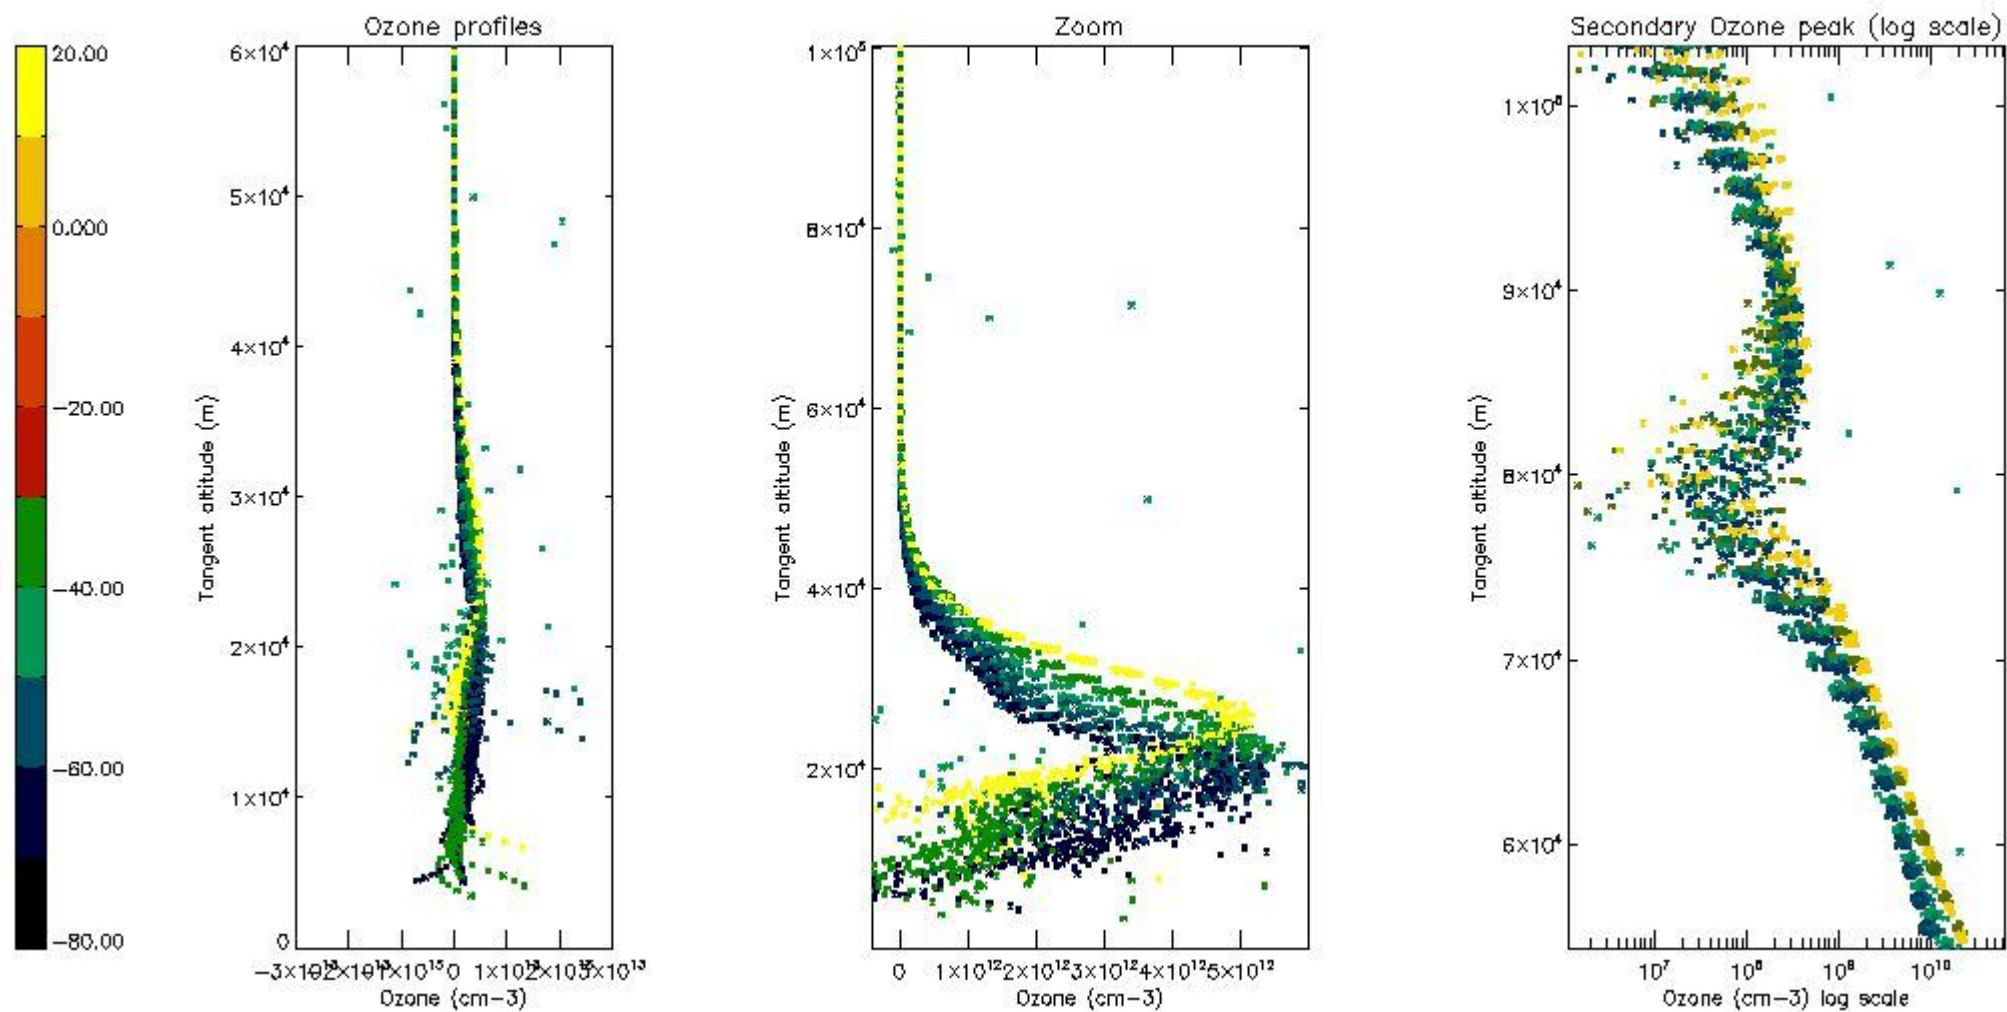 Ozone profiles
Zoom
Secondary Ozone peak (log scale)
20.00
0.000
−20.00
−40.00
−60.00
−80.00
6×10⁴
5×10⁴
4×10⁴
3×10⁴
2×10⁴
1×10⁴
0
Tangent altitude (m)
0
Ozone (cm−3)
1×10⁵
8×10⁴
6×10⁴
4×10⁴
2×10⁴
Tangent altitude (m)
0 1×10¹² 2×10¹² 3×10¹² 4×10¹² 5×10¹²
Ozone (cm−3)
9×10⁴
8×10⁴
7×10⁴
6×10⁴
Tangent altitude (m)
10⁷ 10⁸ 10⁹ 10¹⁰
Ozone (cm−3) log scale